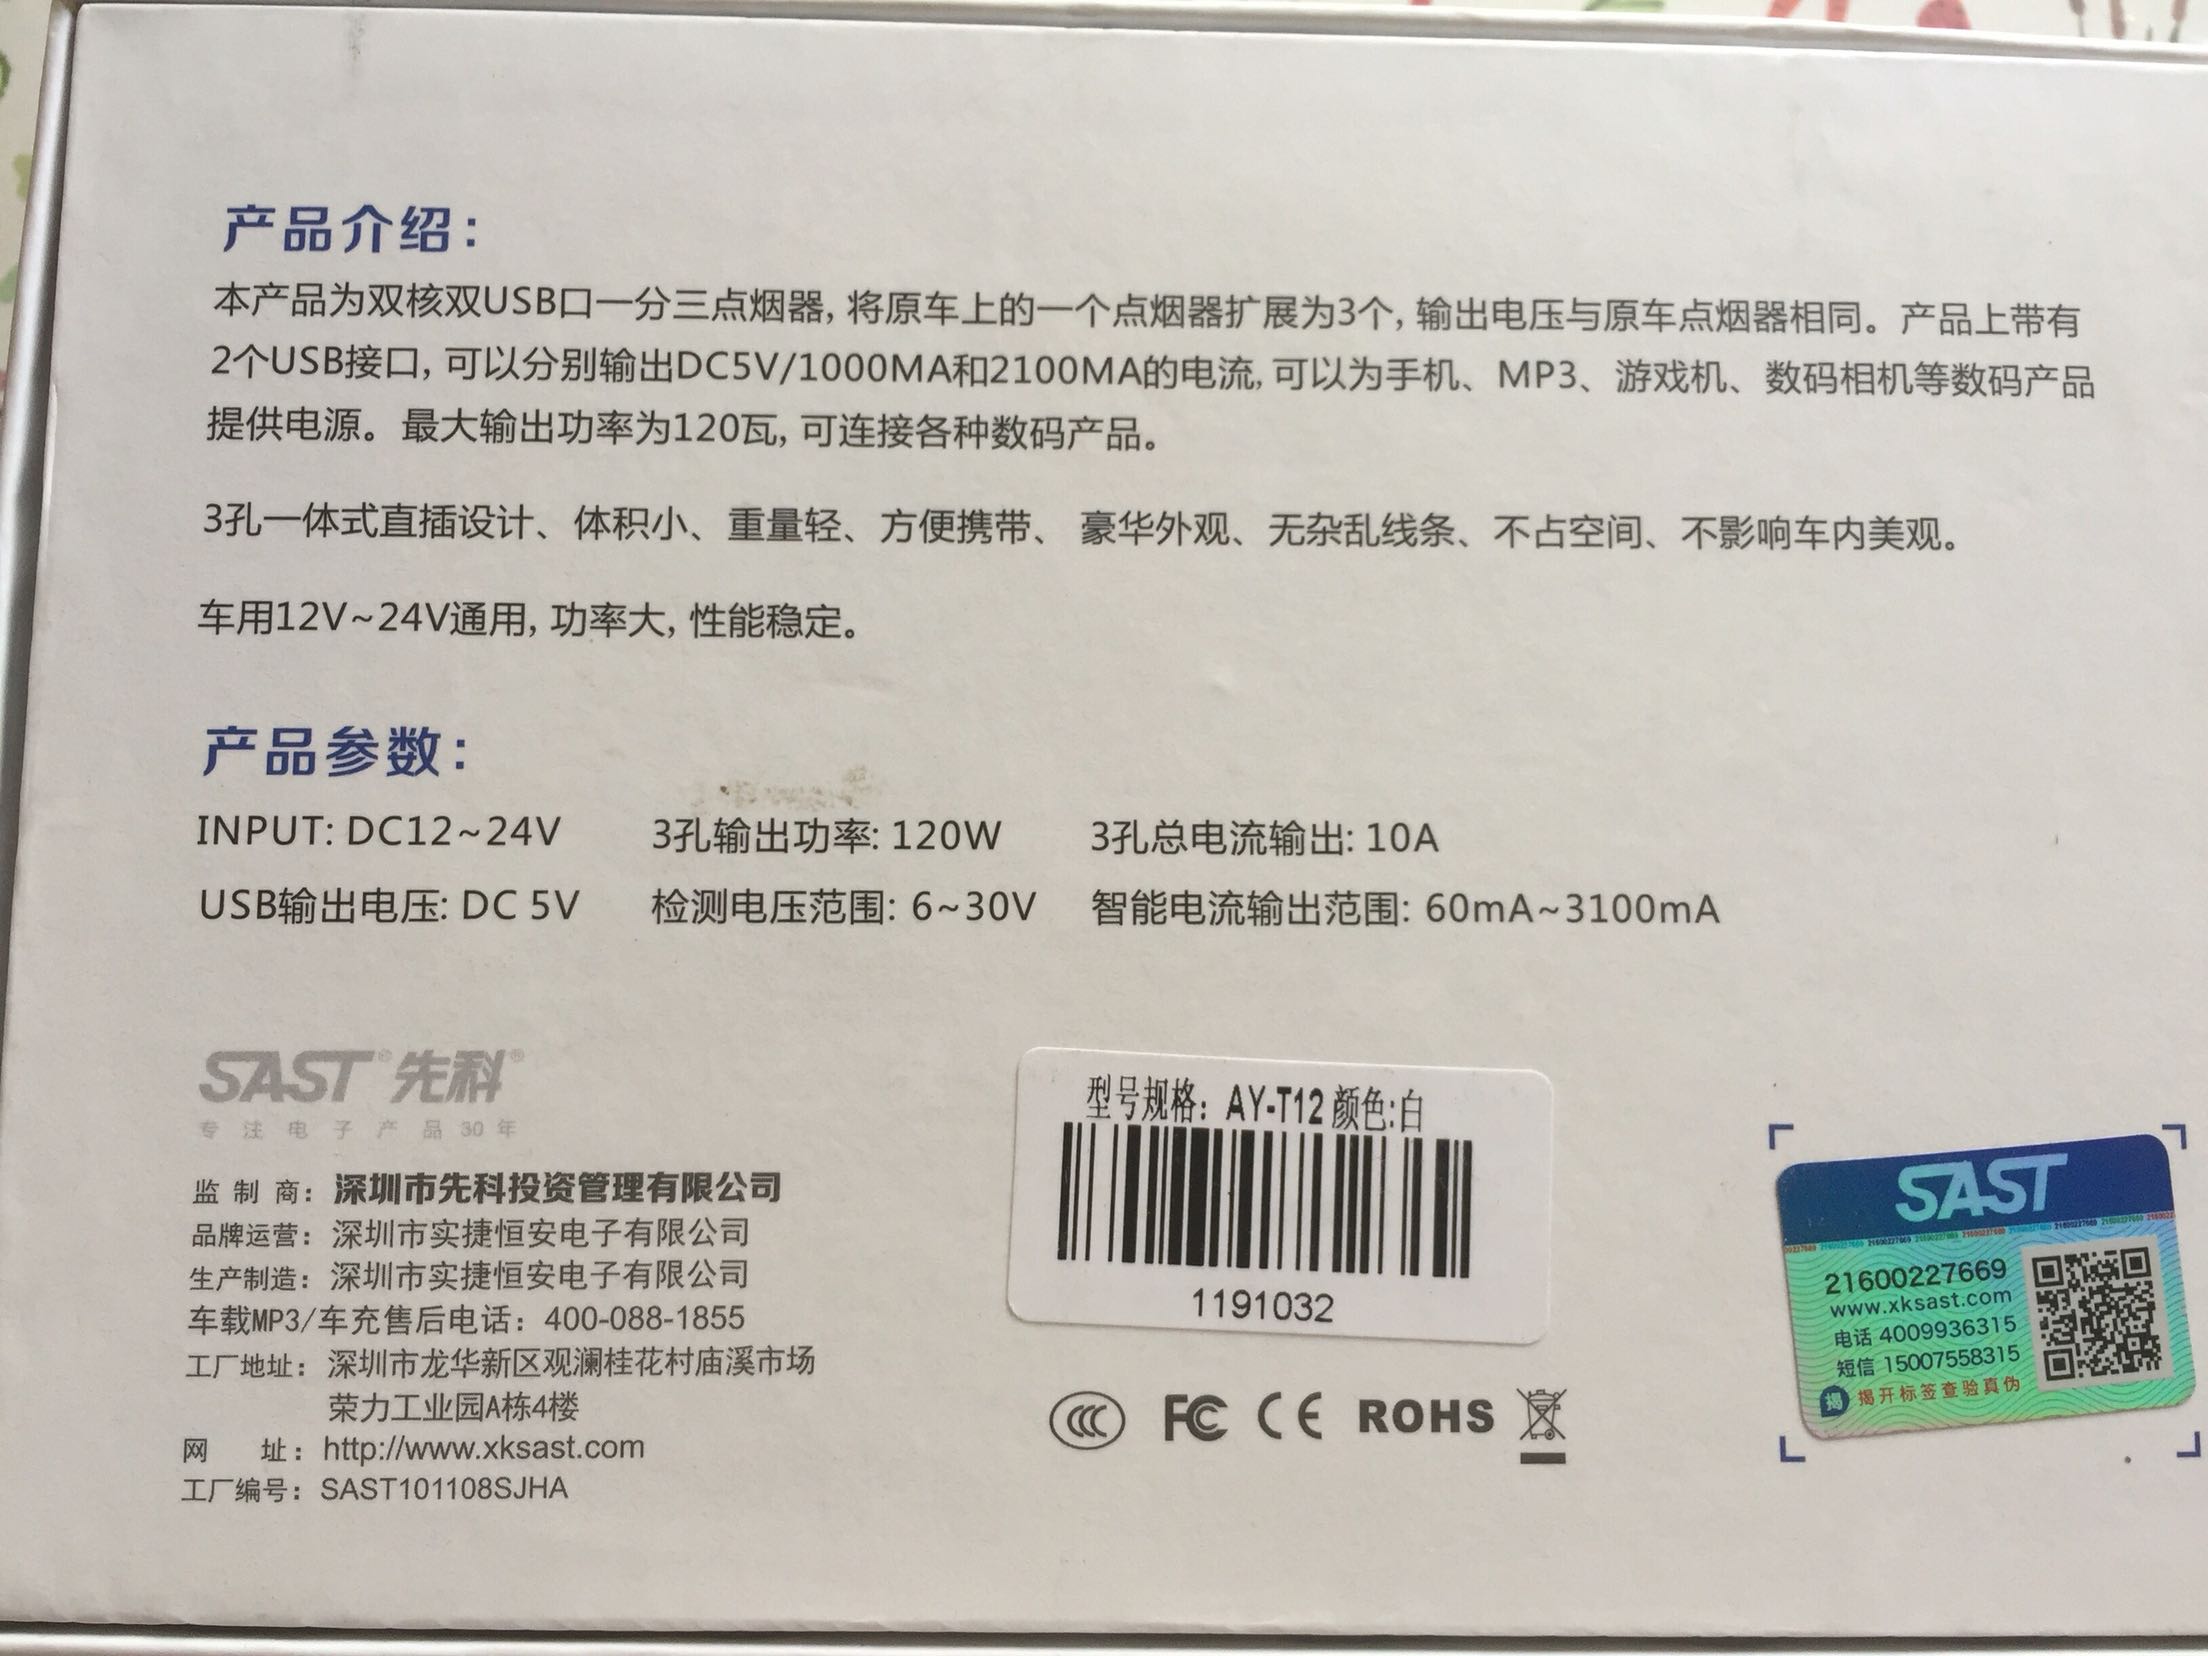 产品介绍：
本产品为双核双USB口一分三点烟器, 将原车上的一个点烟器扩展为3个, 输出电压与原车点烟器相同。产品上带有
2个USB接口, 可以分别输出DC5V/1000MA和2100MA的电流, 可以为手机、MP3、游戏机、数码相机等数码产品
提供电源。最大输出功率为120瓦, 可连接各种数码产品。
3孔一体式直插设计、体积小、重量轻、方便携带、 豪华外观、无杂乱线条、不占空间、不影响车内美观。
车用12V~24V通用, 功率大, 性能稳定。
产品参数：
INPUT: DC12~24V 3孔输出功率: 120W 3孔总电流输出: 10A
USB输出电压: DC 5V 检测电压范围: 6~30V 智能电流输出范围: 60mA~3100mA
SAST® 先科®
专注电子产品30年
监制商：深圳市先科投资管理有限公司
品牌运营：深圳市实捷恒安电子有限公司
生产制造：深圳市实捷恒安电子有限公司
车载MP3/车充售后电话：400-088-1855
工厂地址：深圳市龙华新区观澜桂花村庙溪市场
荣力工业园A栋4楼
网 址：http://www.xksast.com
工厂编号：SAST101108SJHA
型号规格：AY-T12 颜色:白
1191032
CCC FC CE ROHS
SAST
21600227669
www.xksast.com
电话 4009936315
短信 15007558315
揭 揭开标签查验真伪